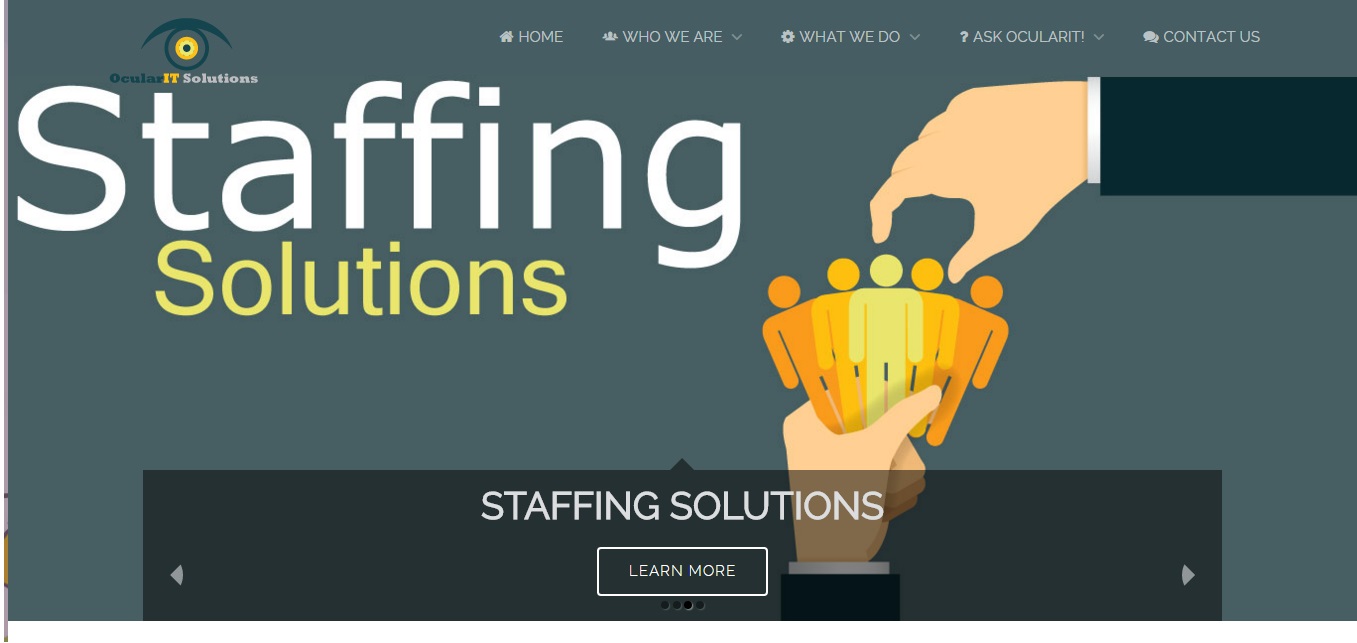 HOME WHO WE ARE WHAT WE DO ? ASK OCULARIT! CONTACT US
OcularIT Solutions
Staffing
Solutions
STAFFING SOLUTIONS
LEARN MORE